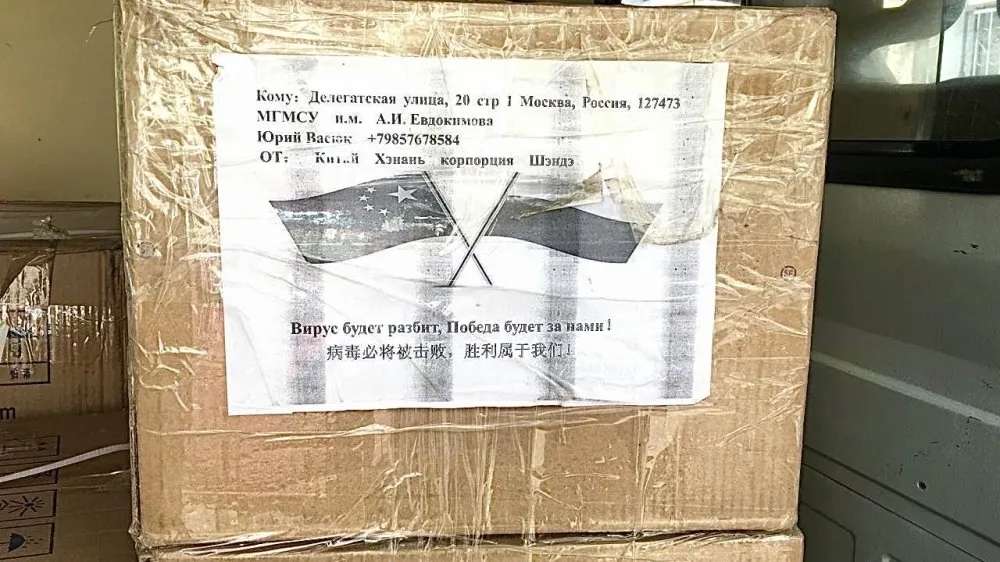 Кому: Делегатская улица, 20 стр 1 Москва, Россия, 127473
МГМСУ и.м. А.И. Евдокимова
Юрий Васюк +79857678584
ОТ: Китай Хэнань корпорция Шэндэ
Вирус будет разбит, Победа будет за нами!
病毒必将被击败，胜利属于我们!
m